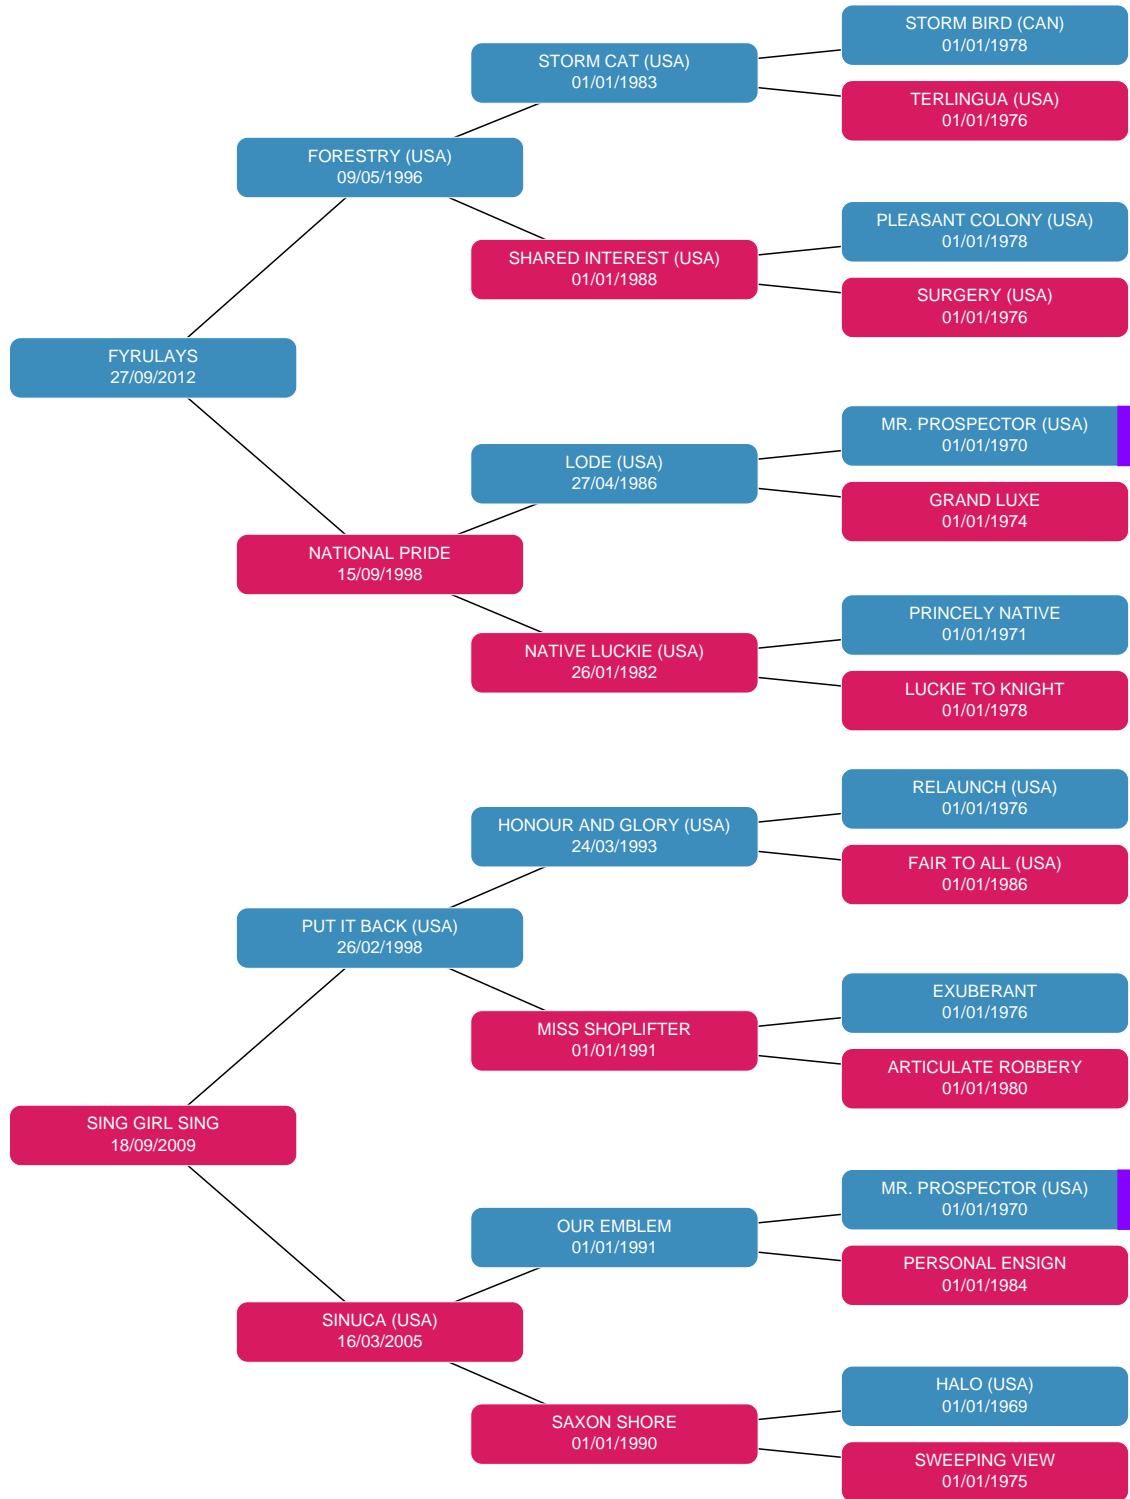 STORM BIRD (CAN)
01/01/1978
STORM CAT (USA)
01/01/1983
TERLINGUA (USA)
01/01/1976
FORESTRY (USA)
09/05/1996
PLEASANT COLONY (USA)
01/01/1978
SHARED INTEREST (USA)
01/01/1988
SURGERY (USA)
01/01/1976
FYRULAYS
27/09/2012
MR. PROSPECTOR (USA)
01/01/1970
LODE (USA)
27/04/1986
GRAND LUXE
01/01/1974
NATIONAL PRIDE
15/09/1998
PRINCELY NATIVE
01/01/1971
NATIVE LUCKIE (USA)
26/01/1982
LUCKIE TO KNIGHT
01/01/1978
RELAUNCH (USA)
01/01/1976
HONOUR AND GLORY (USA)
24/03/1993
FAIR TO ALL (USA)
01/01/1986
PUT IT BACK (USA)
26/02/1998
EXUBERANT
01/01/1976
MISS SHOPLIFTER
01/01/1991
ARTICULATE ROBBERY
01/01/1980
SING GIRL SING
18/09/2009
MR. PROSPECTOR (USA)
01/01/1970
OUR EMBLEM
01/01/1991
PERSONAL ENSIGN
01/01/1984
SINUCA (USA)
16/03/2005
HALO (USA)
01/01/1969
SAXON SHORE
01/01/1990
SWEEPING VIEW
01/01/1975